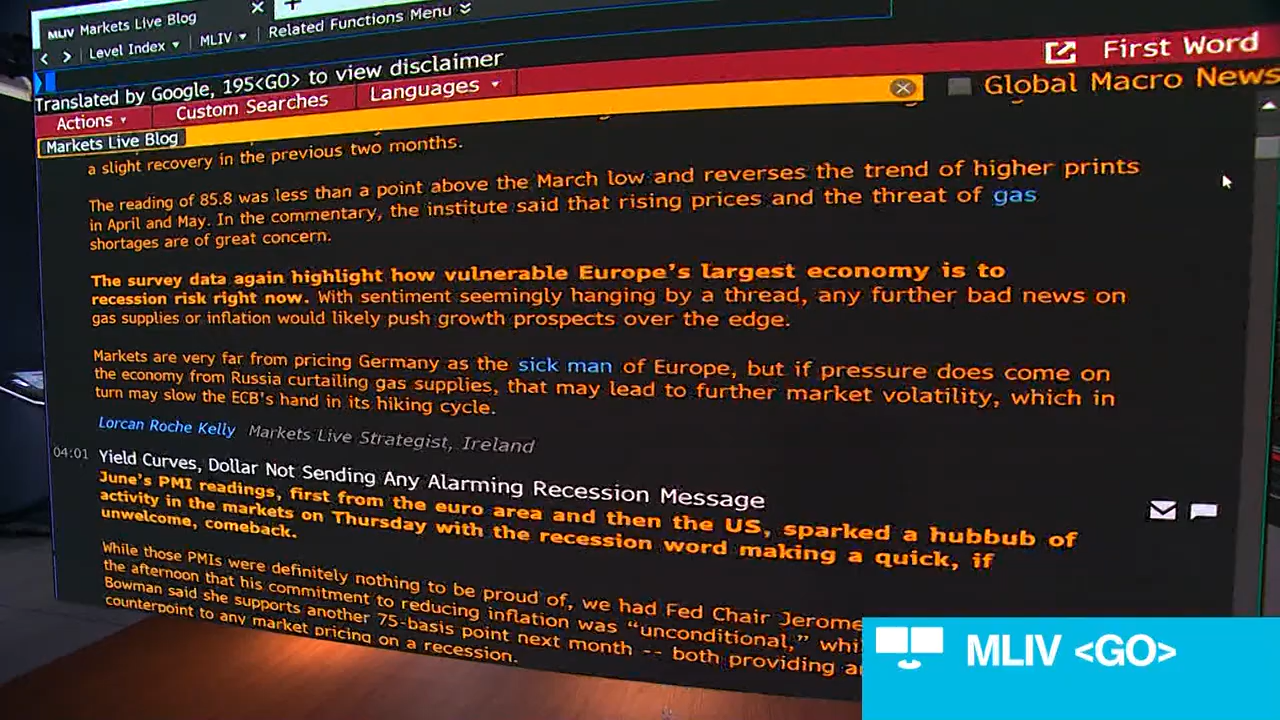 MLIV Markets Live Blog
Level Index
MLIV
Related Functions Menu
Translated by Google, 195<GO> to view disclaimer
First Word
Actions
Custom Searches
Languages
Global Macro News
Markets Live Blog
a slight recovery in the previous two months.
The reading of 85.8 was less than a point above the March low and reverses the trend of higher prints
in April and May. In the commentary, the institute said that rising prices and the threat of gas
shortages are of great concern.
The survey data again highlight how vulnerable Europe's largest economy is to
recession risk right now. With sentiment seemingly hanging by a thread, any further bad news on
gas supplies or inflation would likely push growth prospects over the edge.
Markets are very far from pricing Germany as the sick man of Europe, but if pressure does come on
the economy from Russia curtailing gas supplies, that may lead to further market volatility, which in
turn may slow the ECB's hand in its hiking cycle.
Lorcan Roche Kelly Markets Live Strategist, Ireland
04:01 Yield Curves, Dollar Not Sending Any Alarming Recession Message
June's PMI readings, first from the euro area and then the US, sparked a hubbub of
activity in the markets on Thursday with the recession word making a quick, if
unwelcome, comeback.
While those PMIs were definitely nothing to be proud of, we had Fed Chair Jerome
the afternoon that his commitment to reducing inflation was “unconditional,”
Bowman said she supports another 75-basis point next month -- both providing
counterpoint to any market pricing on a recession.
MLIV <GO>